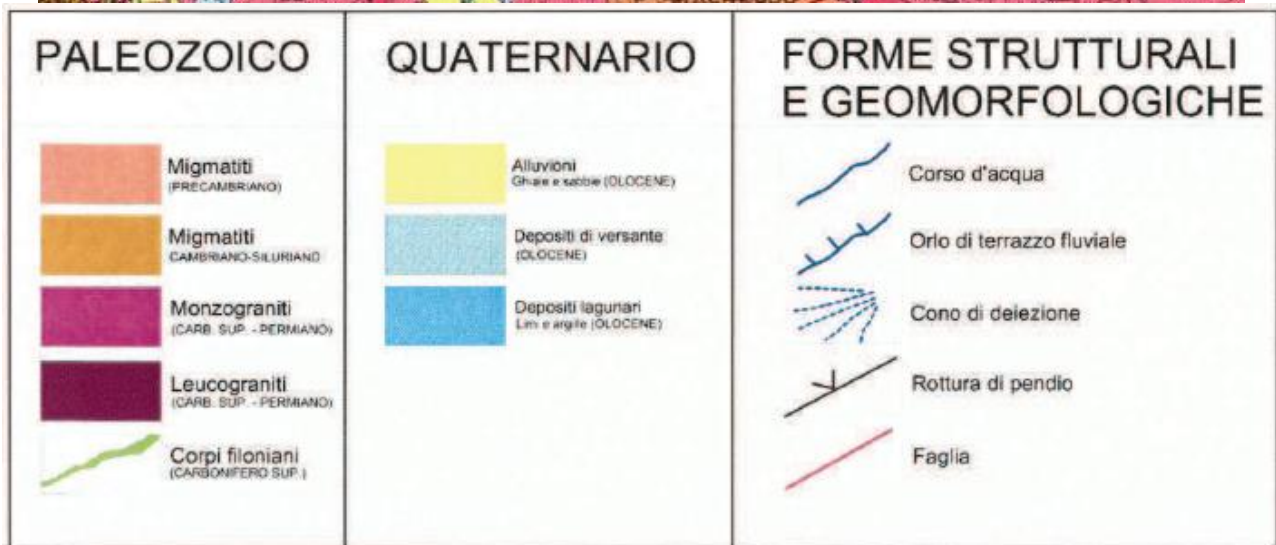 PALEOZOICO
Migmatiti
(PRECAMBRIANO)
Migmatiti
CAMBRIANO-SILURIANO
Monzograniti
(CARB. SUP. - PERMIANO)
Leucograniti
(CARB. SUP. - PERMIANO)
Corpi filoniani
(CARBONIFERO SUP.)
QUATERNARIO
Alluvioni
Ghiaie e sabbie (OLOCENE)
Depositi di versante
(OLOCENE)
Depositi lagunari
Limi e argille (OLOCENE)
FORME STRUTTURALI
E GEOMORFOLOGICHE
Corso d'acqua
Orlo di terrazzo fluviale
Cono di deiezione
Rottura di pendio
Faglia